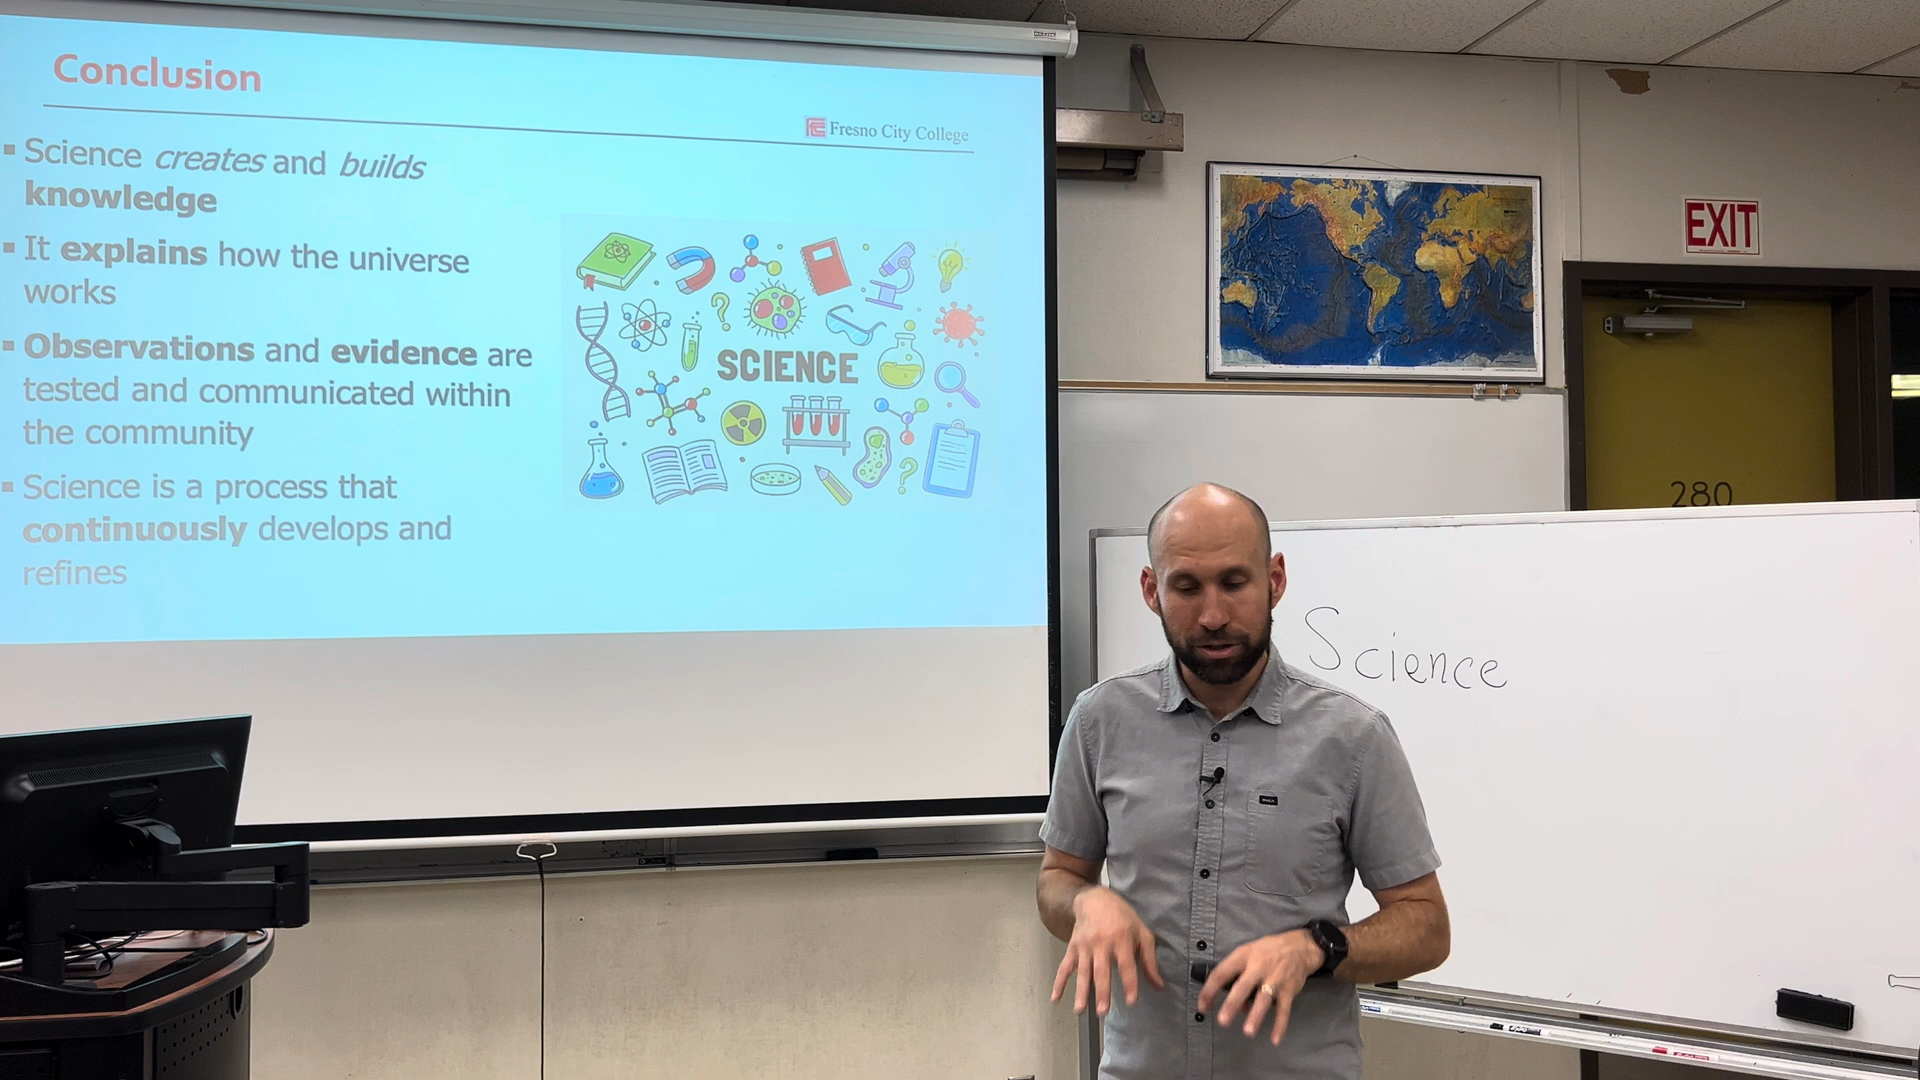 Conclusion
Fresno City College
▪ Science creates and builds
knowledge
▪ It explains how the universe
works
▪ Observations and evidence are
tested and communicated within
the community
▪ Science is a process that
continuously develops and
refines
SCIENCE
EXIT
280
Science